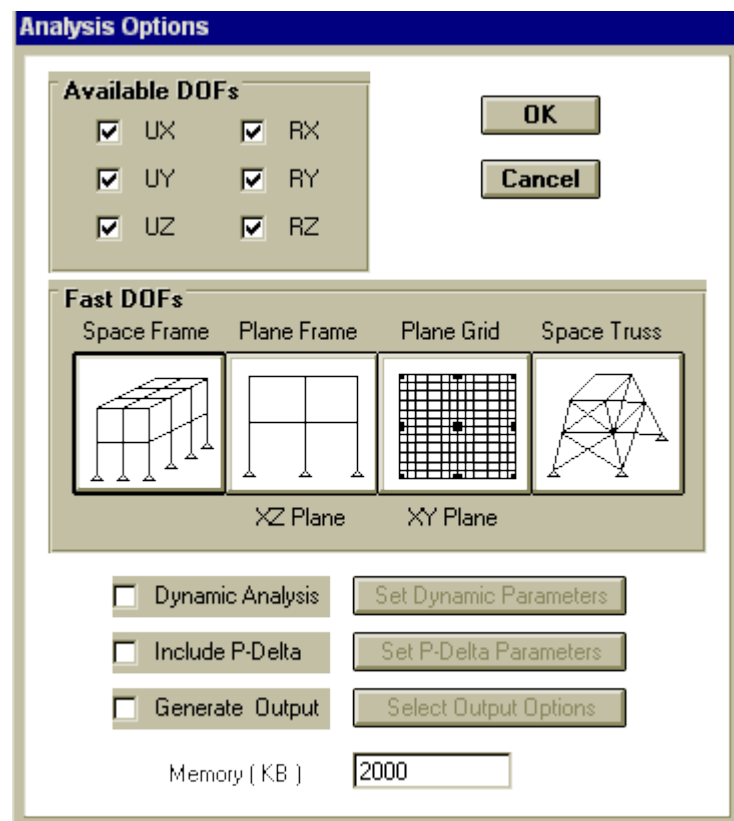 Analysis Options
Available DOFs
UX RX
UY RY
UZ RZ
OK
Cancel
Fast DOFs
Space Frame Plane Frame Plane Grid Space Truss
XZ Plane XY Plane
Dynamic Analysis Set Dynamic Parameters
Include P-Delta Set P-Delta Parameters
Generate Output Select Output Options
Memory ( KB ) 2000